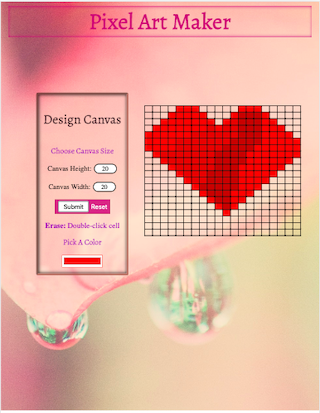 Pixel Art Maker
Design Canvas
Choose Canvas Size
Canvas Height: 20
Canvas Width: 20
Submit Reset
Erase: Double-click cell
Pick A Color